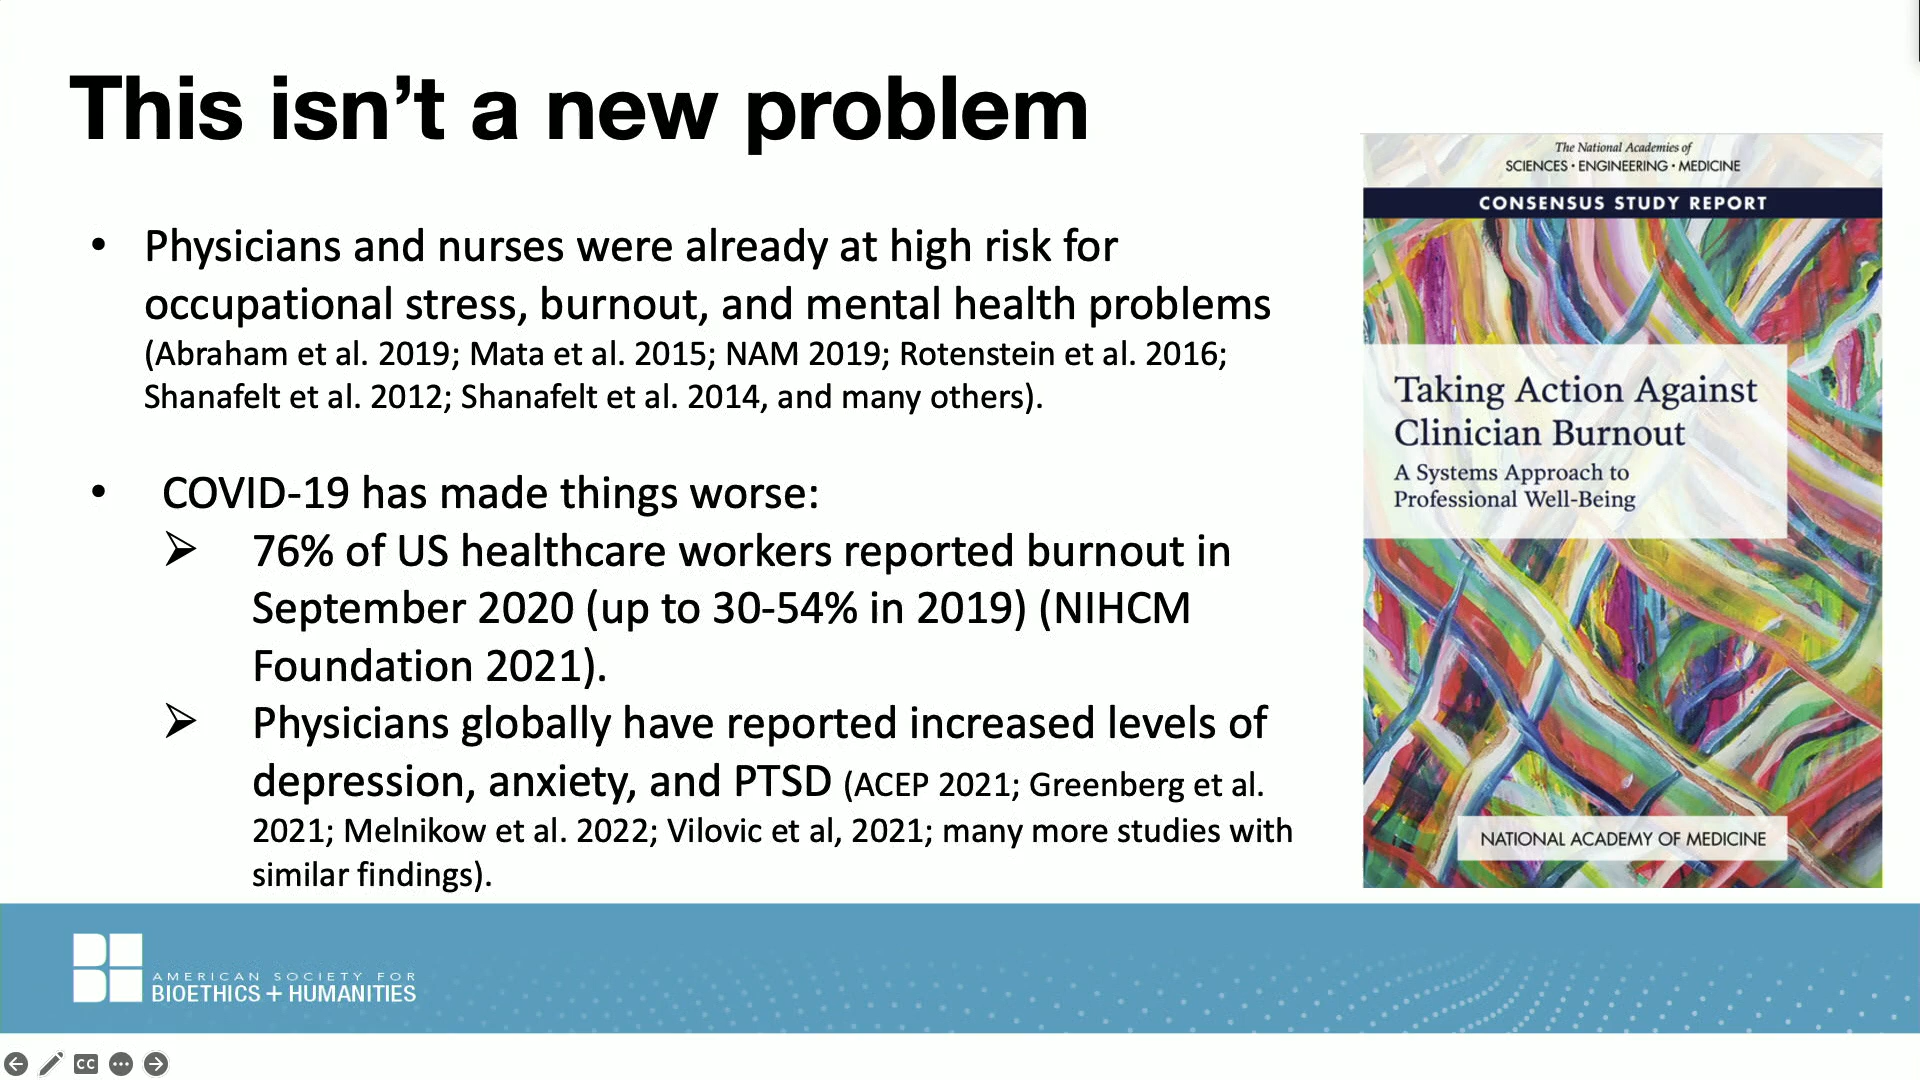 This isn’t a new problem
• Physicians and nurses were already at high risk for
occupational stress, burnout, and mental health problems
(Abraham et al. 2019; Mata et al. 2015; NAM 2019; Rotenstein et al. 2016;
Shanafelt et al. 2012; Shanafelt et al. 2014, and many others).
• COVID-19 has made things worse:
➢ 76% of US healthcare workers reported burnout in
September 2020 (up to 30-54% in 2019) (NIHCM
Foundation 2021).
➢ Physicians globally have reported increased levels of
depression, anxiety, and PTSD (ACEP 2021; Greenberg et al.
2021; Melnikow et al. 2022; Vilovic et al, 2021; many more studies with
similar findings).
The National Academies of
SCIENCES · ENGINEERING · MEDICINE
CONSENSUS STUDY REPORT
Taking Action Against
Clinician Burnout
A Systems Approach to
Professional Well-Being
NATIONAL ACADEMY OF MEDICINE
AMERICAN SOCIETY FOR
BIOETHICS + HUMANITIES
CC